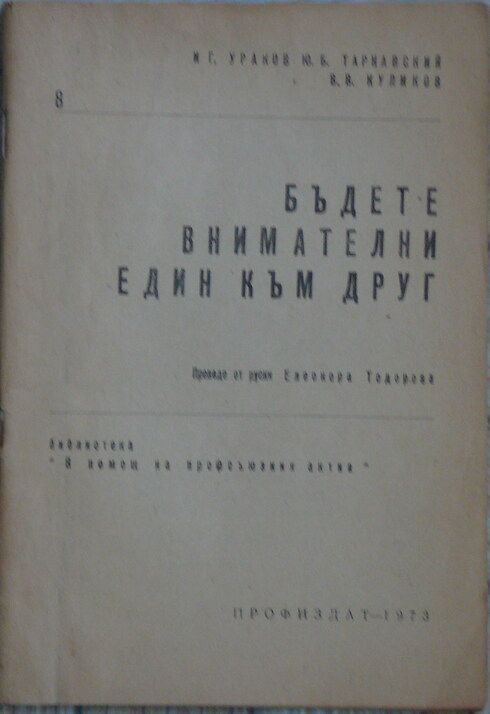 И Г. УРАКОВ Ю. Б. ТАРНАВСКИЙ
В. В. КУЛИКОВ
8
БЪДЕТЕ
ВНИМАТЕЛНИ
ЕДИН КЪМ ДРУГ
Преведе от руски Елеонора Тодорова
Библиотека
" В помощ на профсъюзния актив "
ПРОФИЗДАТ—1973